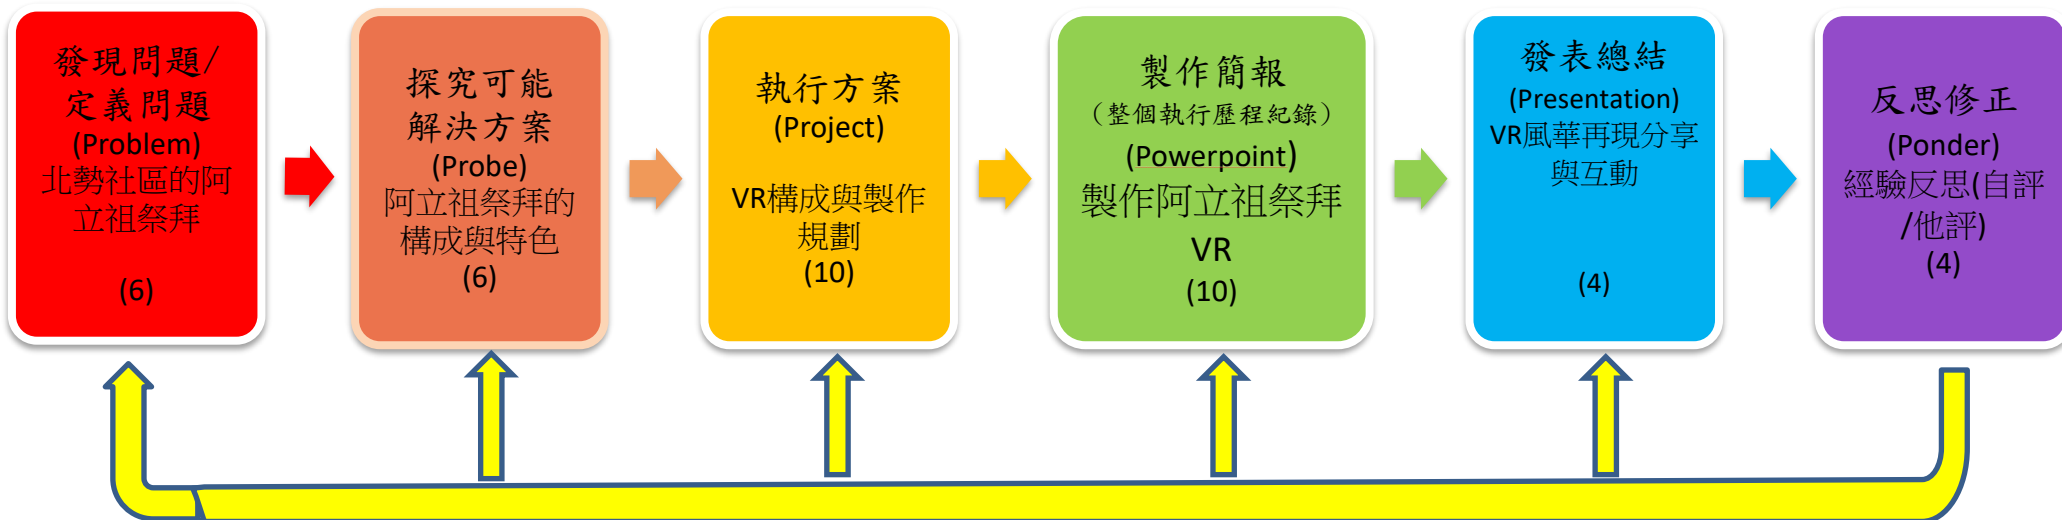 發現問題/
定義問題
(Problem)
北勢社區的阿
立祖祭拜
(6)
探究可能
解決方案
(Probe)
阿立祖祭拜的
構成與特色
(6)
執行方案
(Project)
VR構成與製作
規劃
(10)
製作簡報
（整個執行歷程紀錄）
(Powerpoint)
製作阿立祖祭拜
VR
(10)
發表總結
(Presentation)
VR風華再現分享
與互動
(4)
反思修正
(Ponder)
經驗反思(自評
/他評)
(4)